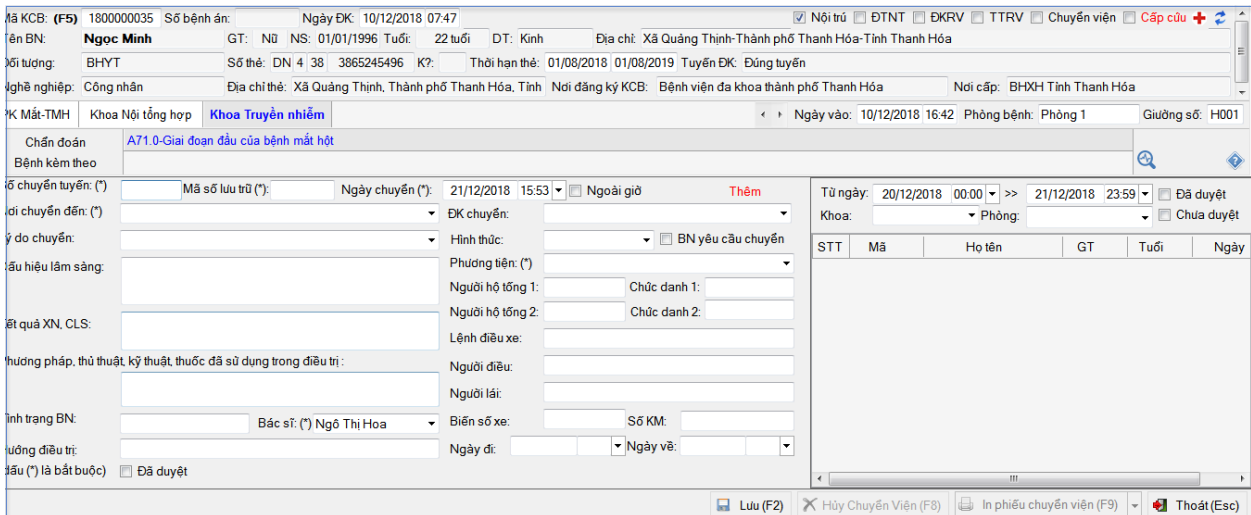 Mã KCB: (F5) 1800000035 Số bệnh án: Ngày ĐK: 10/12/2018 07:47 Nội trú ĐTNT ĐKRV TTRV Chuyển viện Cấp cứu
Tên BN: Ngọc Minh GT: Nữ NS: 01/01/1996 Tuổi: 22 tuổi DT: Kinh Địa chỉ: Xã Quảng Thịnh-Thành phố Thanh Hóa-Tỉnh Thanh Hóa
Đối tượng: BHYT Số thẻ: DN 4 38 3865245496 K?: Thời hạn thẻ: 01/08/2018 01/08/2019 Tuyến ĐK: Đúng tuyến
Nghề nghiệp: Công nhân Địa chỉ thẻ: Xã Quảng Thịnh, Thành phố Thanh Hóa, Tỉnh Nơi đăng ký KCB: Bệnh viện đa khoa thành phố Thanh Hóa Nơi cấp: BHXH Tỉnh Thanh Hóa
PK Mắt-TMH Khoa Nội tổng hợp Khoa Truyền nhiễm Ngày vào: 10/12/2018 16:42 Phòng bệnh: Phòng 1 Giường số: H001
Chẩn đoán A71.0-Giai đoạn đầu của bệnh mắt hột
Bệnh kèm theo
Số chuyển tuyến: (*) Mã số lưu trữ (*): Ngày chuyển (*): 21/12/2018 15:53 Ngoài giờ Thêm Từ ngày: 20/12/2018 00:00 >> 21/12/2018 23:59 Đã duyệt
Nơi chuyển đến: (*) ĐK chuyển: Khoa: Phòng: Chưa duyệt
Lý do chuyển: Hình thức: BN yêu cầu chuyển STT Mã Họ tên GT Tuổi Ngày
Dấu hiệu lâm sàng: Phương tiện: (*)
Người hộ tống 1: Chức danh 1:
Người hộ tống 2: Chức danh 2:
Kết quả XN, CLS: Lệnh điều xe:
Phương pháp, thủ thuật, kỹ thuật, thuốc đã sử dụng trong điều trị : Người điều:
Người lái:
Tình trạng BN: Bác sĩ: (*) Ngô Thị Hoa Biển số xe: Số KM:
Hướng điều trị: Ngày đi: Ngày về:
(dấu (*) là bắt buộc) Đã duyệt
Lưu (F2) Hủy Chuyển Viện (F8) In phiếu chuyển viện (F9) Thoát (Esc)